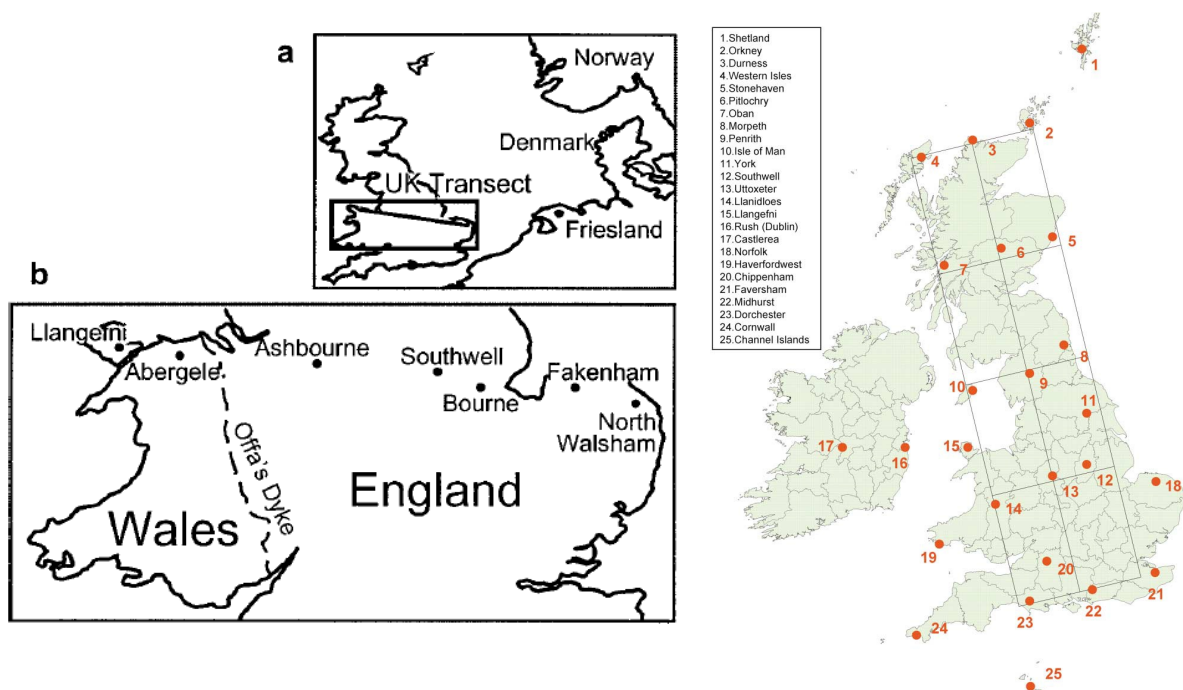 a
Norway
Denmark
UK Transect
Friesland
b
Llangefni
Abergele
Ashbourne
Southwell
Bourne
Fakenham
North
Walsham
Offa's Dyke
Wales
England
1.Shetland
2.Orkney
3.Durness
4.Western Isles
5.Stonehaven
6.Pitlochry
7.Oban
8.Morpeth
9.Penrith
10.Isle of Man
11.York
12.Southwell
13.Uttoxeter
14.Llanidloes
15.Llangefni
16.Rush (Dublin)
17.Castlerea
18.Norfolk
19.Haverfordwest
20.Chippenham
21.Faversham
22.Midhurst
23.Dorchester
24.Cornwall
25.Channel Islands
1
2
3
4
5
6
7
8
9
10
11
12
13
14
15
16
17
18
19
20
21
22
23
24
25